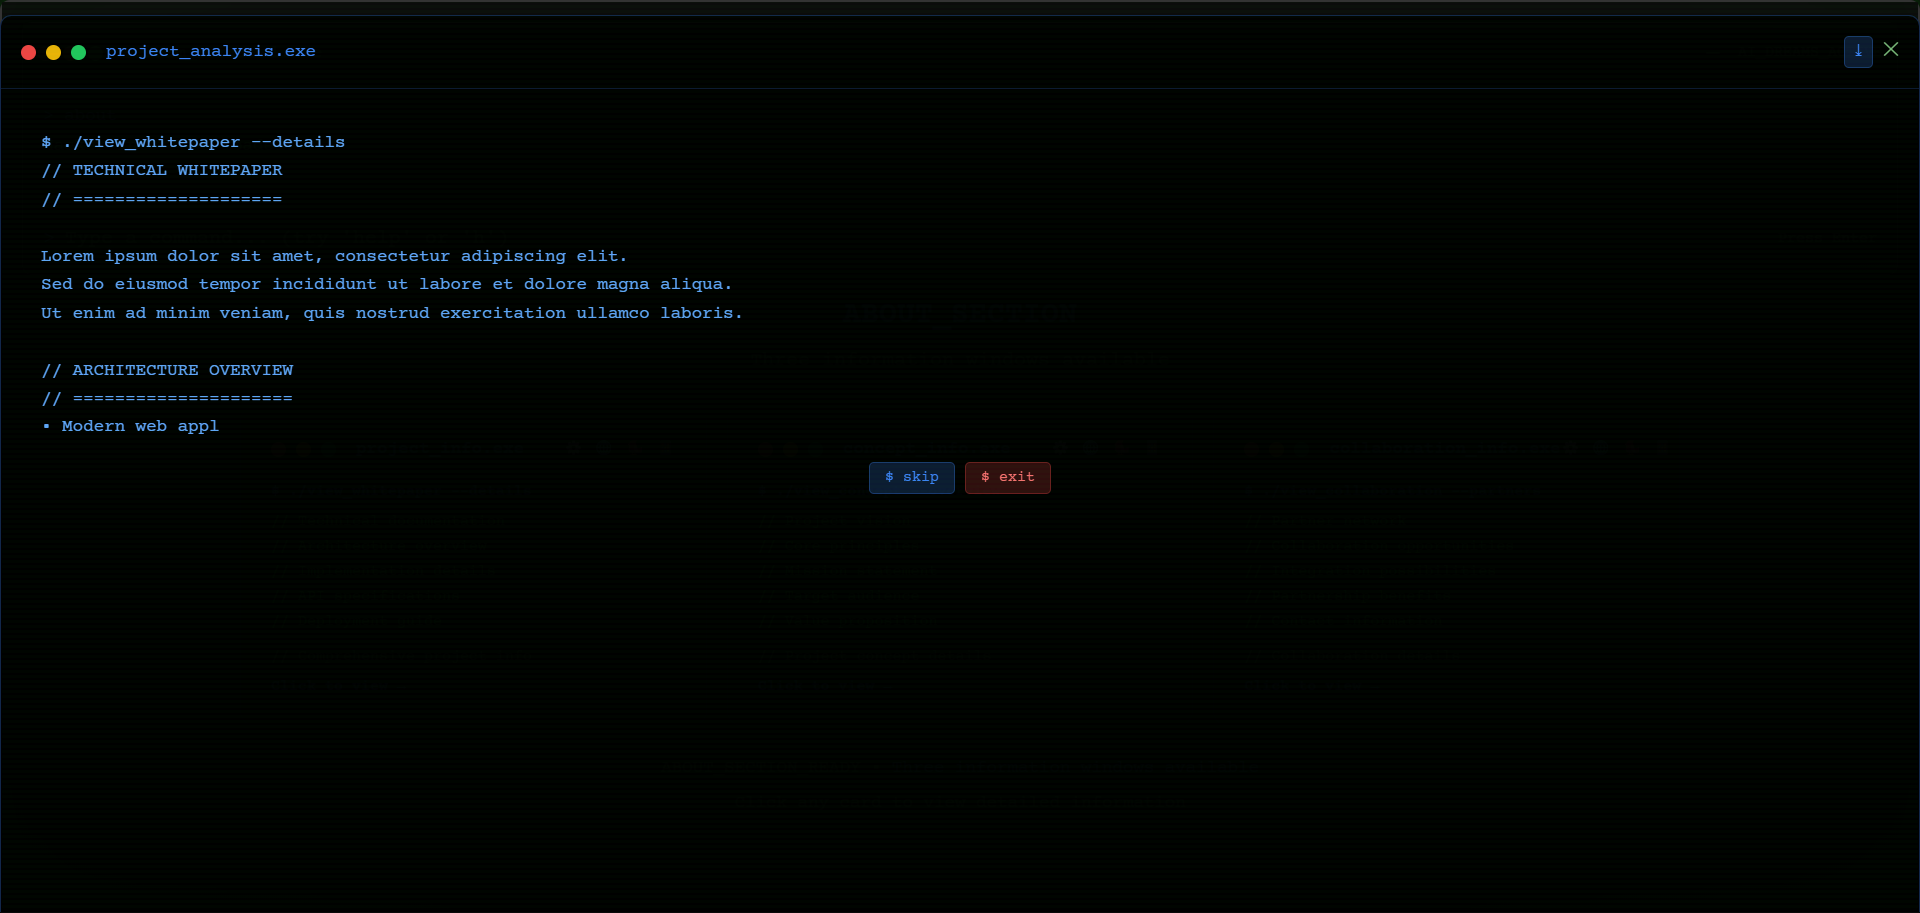 project_analysis.exe
$ ./view_whitepaper --details
// TECHNICAL WHITEPAPER
// ====================
Lorem ipsum dolor sit amet, consectetur adipiscing elit.
Sed do eiusmod tempor incididunt ut labore et dolore magna aliqua.
Ut enim ad minim veniam, quis nostrud exercitation ullamco laboris.
// ARCHITECTURE OVERVIEW
// =====================
▪ Modern web appl
$ skip
$ exit